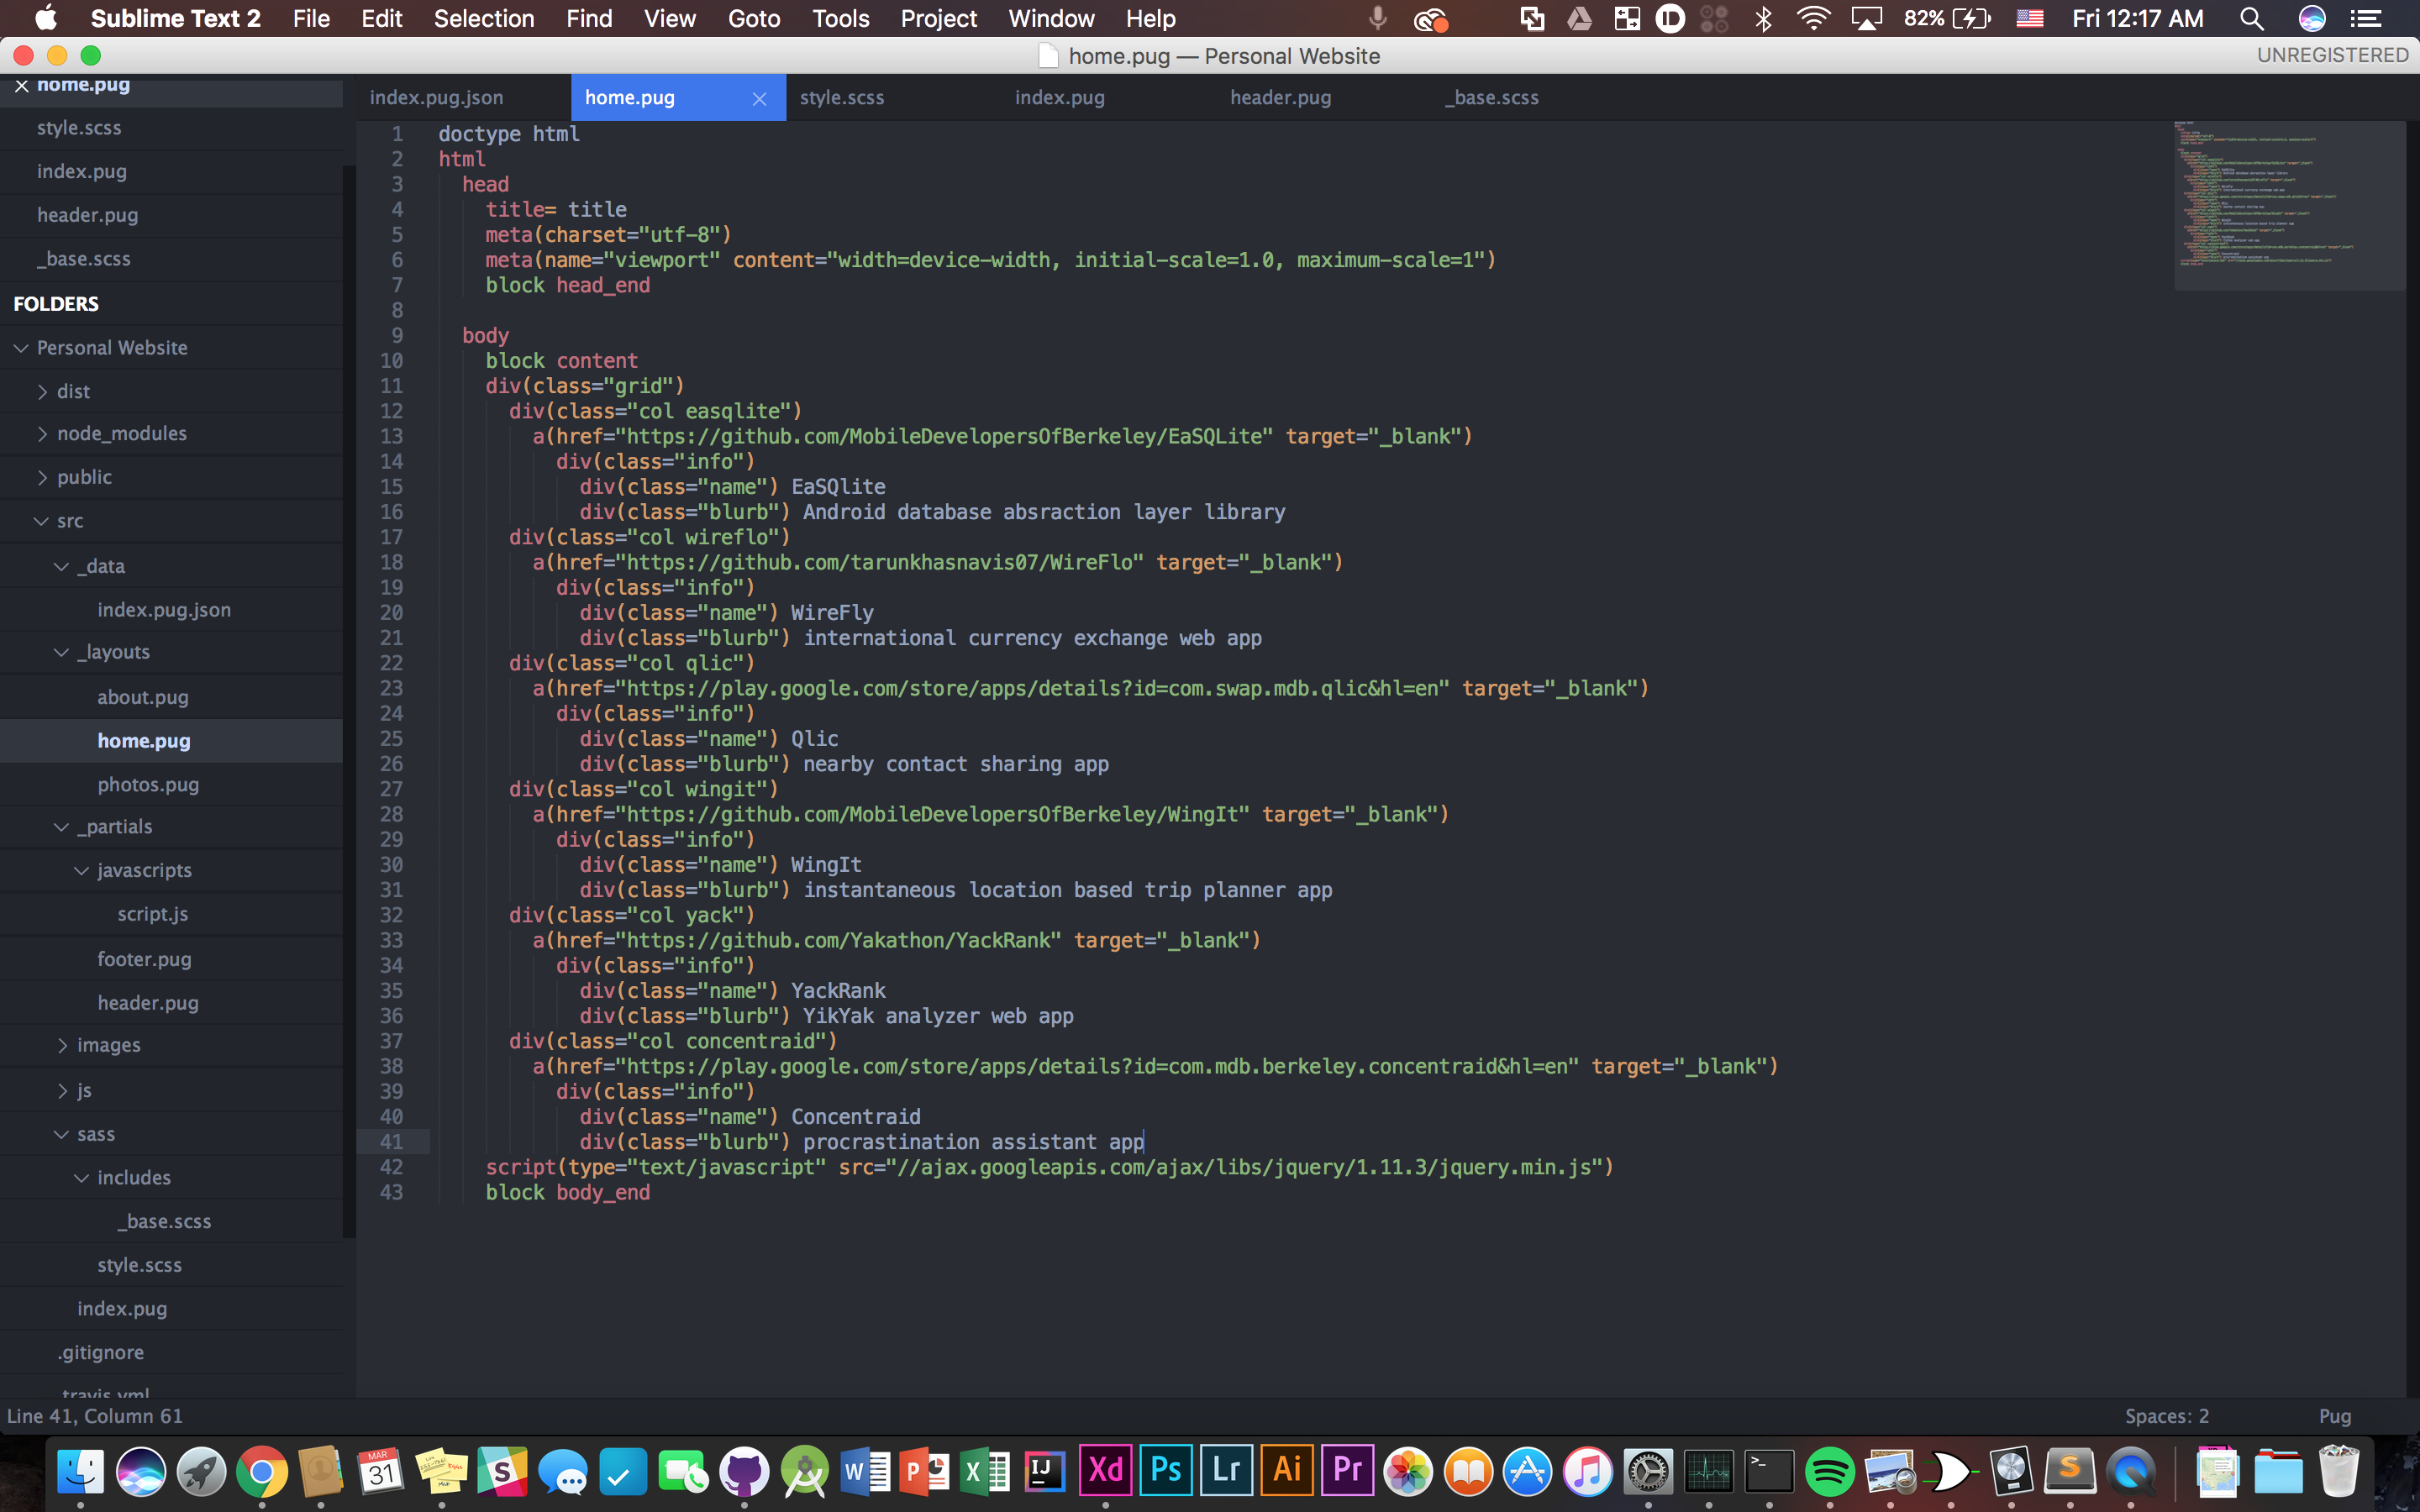 Sublime Text 2 File Edit Selection Find View Goto Tools Project Window Help 82% Fri 12:17 AM
home.pug — Personal Website UNREGISTERED
home.pug
style.scss
index.pug
header.pug
_base.scss
FOLDERS
Personal Website
dist
node_modules
public
src
_data
index.pug.json
_layouts
about.pug
home.pug
photos.pug
_partials
javascripts
script.js
footer.pug
header.pug
images
js
sass
includes
_base.scss
style.scss
index.pug
.gitignore
.travis.yml
index.pug.json home.pug style.scss index.pug header.pug _base.scss
1 doctype html
2 html
3 head
4 title= title
5 meta(charset="utf-8")
6 meta(name="viewport" content="width=device-width, initial-scale=1.0, maximum-scale=1")
7 block head_end
8
9 body
10 block content
11 div(class="grid")
12 div(class="col easqlite")
13 a(href="https://github.com/MobileDevelopersOfBerkeley/EaSQLite" target="_blank")
14 div(class="info")
15 div(class="name") EaSQlite
16 div(class="blurb") Android database absraction layer library
17 div(class="col wireflo")
18 a(href="https://github.com/tarunkhasnavis07/WireFlo" target="_blank")
19 div(class="info")
20 div(class="name") WireFly
21 div(class="blurb") international currency exchange web app
22 div(class="col qlic")
23 a(href="https://play.google.com/store/apps/details?id=com.swap.mdb.qlic&hl=en" target="_blank")
24 div(class="info")
25 div(class="name") Qlic
26 div(class="blurb") nearby contact sharing app
27 div(class="col wingit")
28 a(href="https://github.com/MobileDevelopersOfBerkeley/WingIt" target="_blank")
29 div(class="info")
30 div(class="name") WingIt
31 div(class="blurb") instantaneous location based trip planner app
32 div(class="col yack")
33 a(href="https://github.com/Yakathon/YackRank" target="_blank")
34 div(class="info")
35 div(class="name") YackRank
36 div(class="blurb") YikYak analyzer web app
37 div(class="col concentraid")
38 a(href="https://play.google.com/store/apps/details?id=com.mdb.berkeley.concentraid&hl=en" target="_blank")
39 div(class="info")
40 div(class="name") Concentraid
41 div(class="blurb") procrastination assistant app
42 script(type="text/javascript" src="//ajax.googleapis.com/ajax/libs/jquery/1.11.3/jquery.min.js")
43 block body_end
Line 41, Column 61 Spaces: 2 Pug
MAR 31 S W P X IJ Xd Ps Lr Ai Pr >_ S